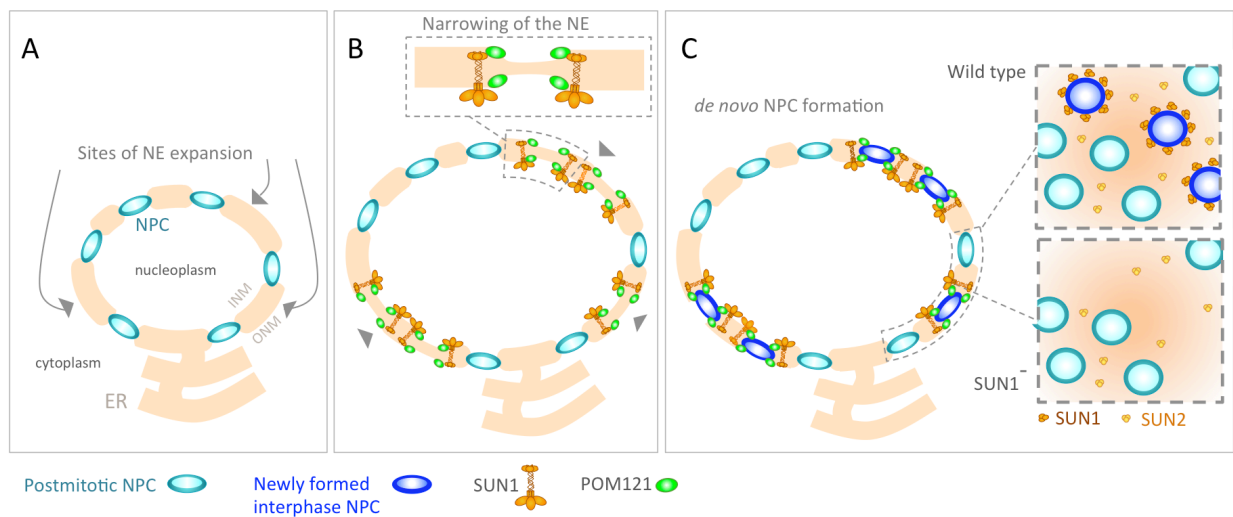 A
Sites of NE expansion
NPC
nucleoplasm
INM
ONM
cytoplasm
ER
B
Narrowing of the NE
C
Wild type
de novo NPC formation
SUN1⁻
SUN1
SUN2
Postmitotic NPC
Newly formed
interphase NPC
SUN1
POM121